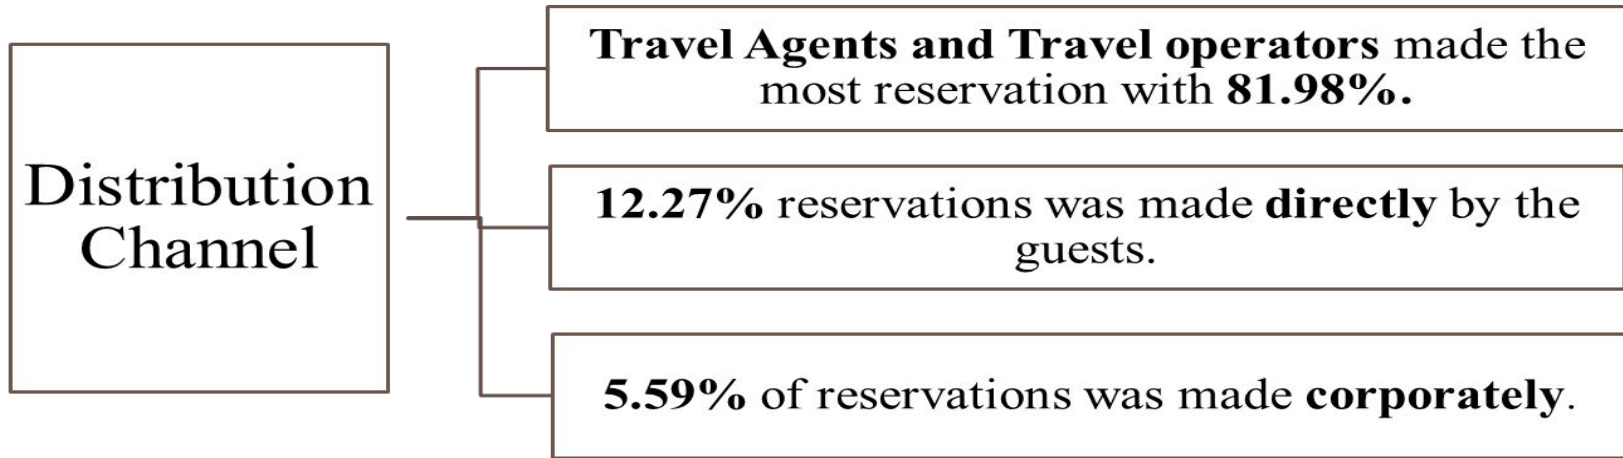 Distribution
Channel
Travel Agents and Travel operators made the
most reservation with 81.98%.
12.27% reservations was made directly by the
guests.
5.59% of reservations was made corporately.